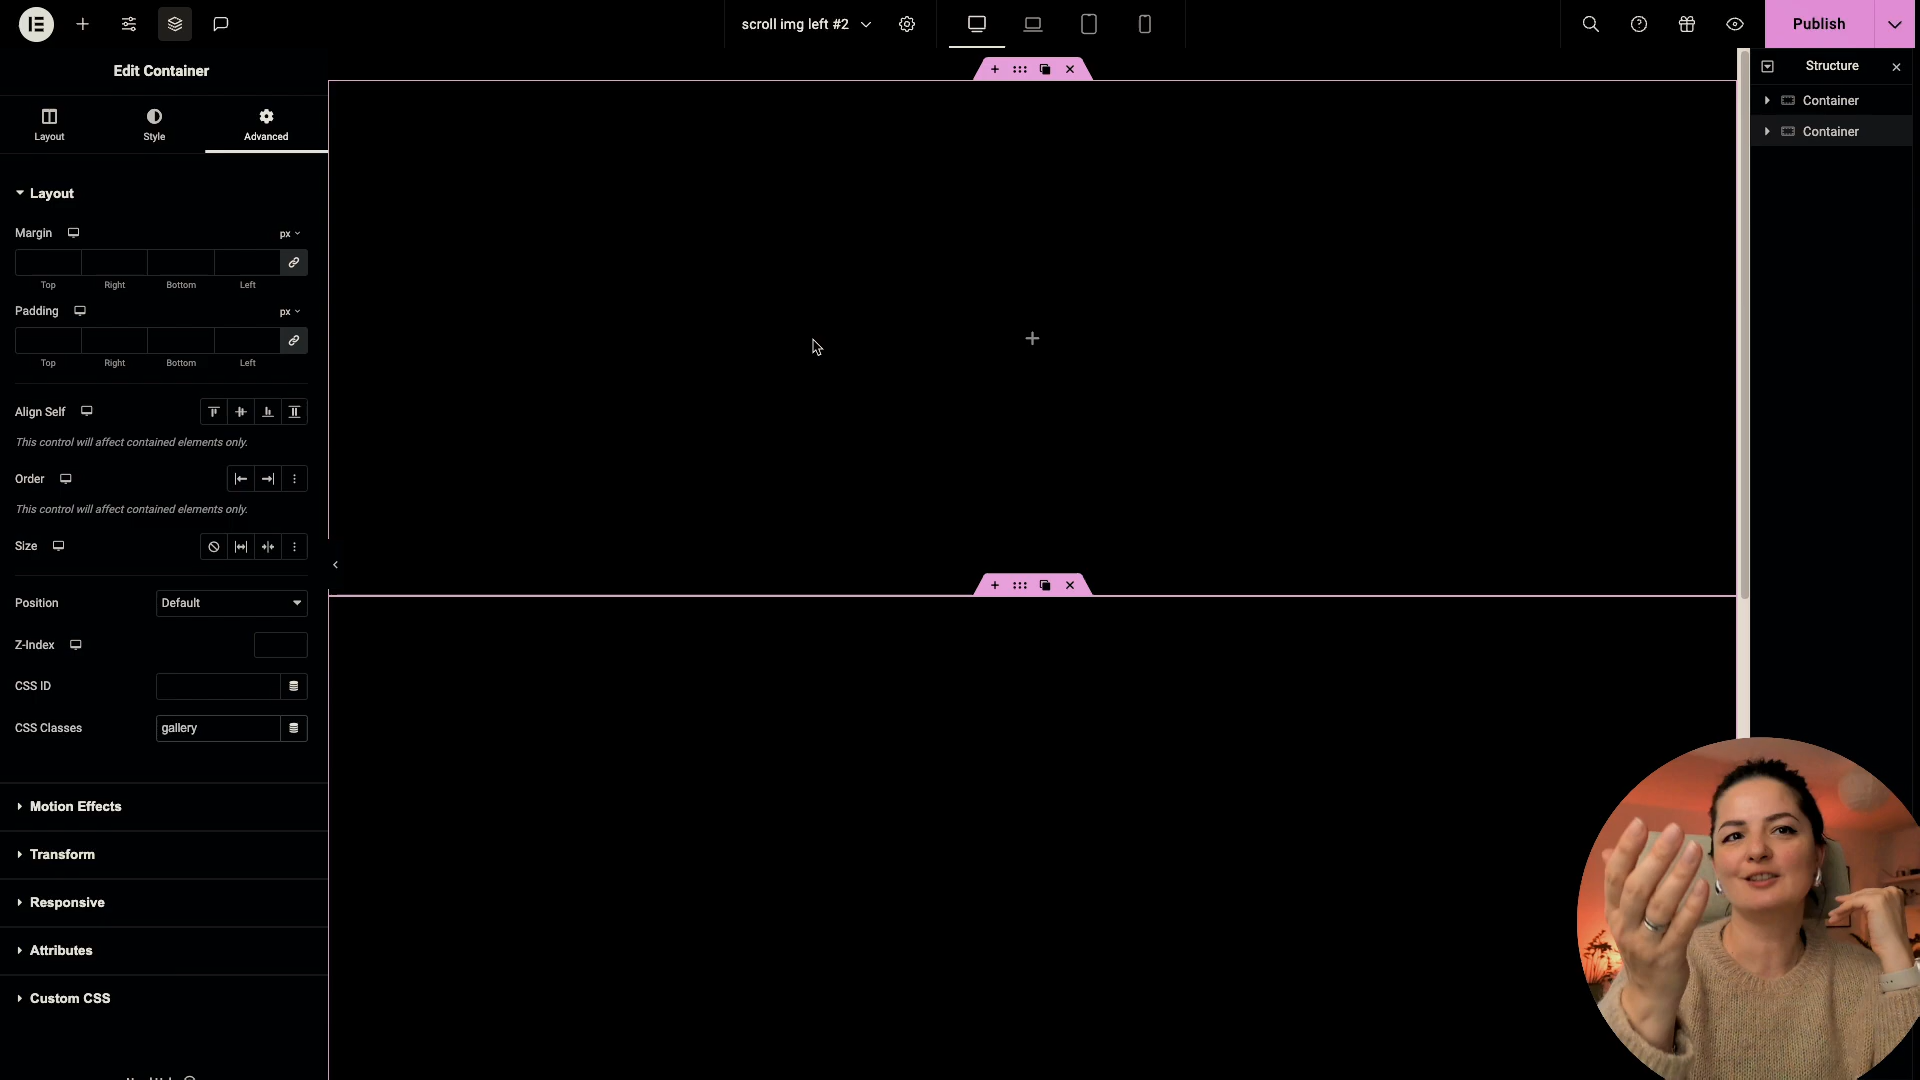 scroll img left #2
Publish
Edit Container
Structure
Container
Container
Layout
Style
Advanced
Layout
Margin
px
Top
Right
Bottom
Left
Padding
px
Top
Right
Bottom
Left
Align Self
This control will affect contained elements only.
Order
This control will affect contained elements only.
Size
Position
Default
Z-Index
CSS ID
CSS Classes
gallery
Motion Effects
Transform
Responsive
Attributes
Custom CSS